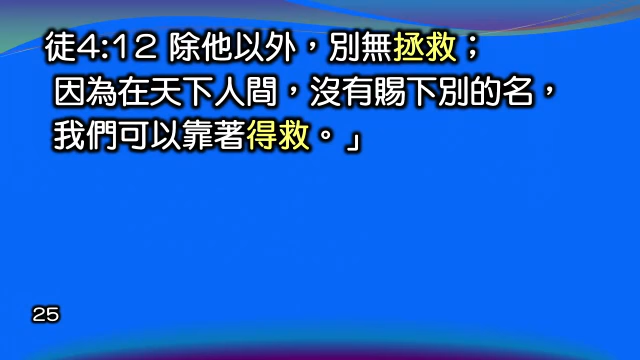 徒4:12 除他以外，別無拯救；
因為在天下人間，沒有賜下別的名，
我們可以靠著得救。」
25